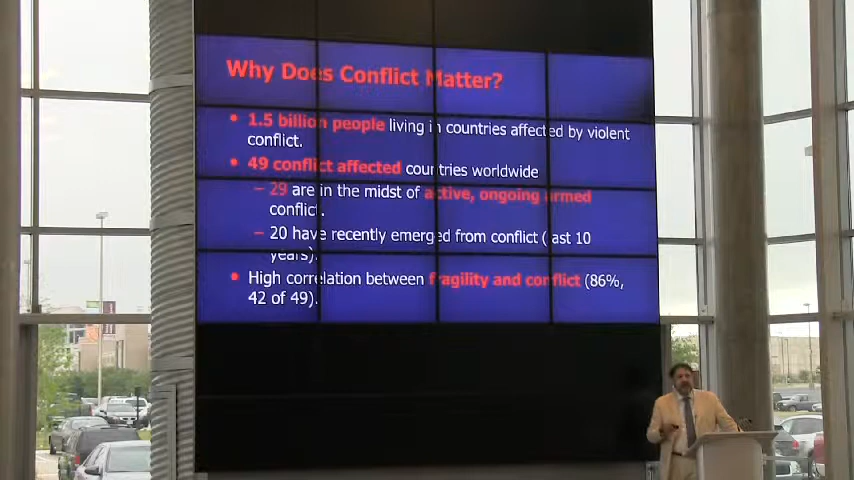 Why Does Conflict Matter?
• 1.5 billion people living in countries affected by violent
conflict.
• 49 conflict affected countries worldwide
– 29 are in the midst of active, ongoing armed
conflict.
– 20 have recently emerged from conflict (last 10
years).
• High correlation between fragility and conflict (86%,
42 of 49).